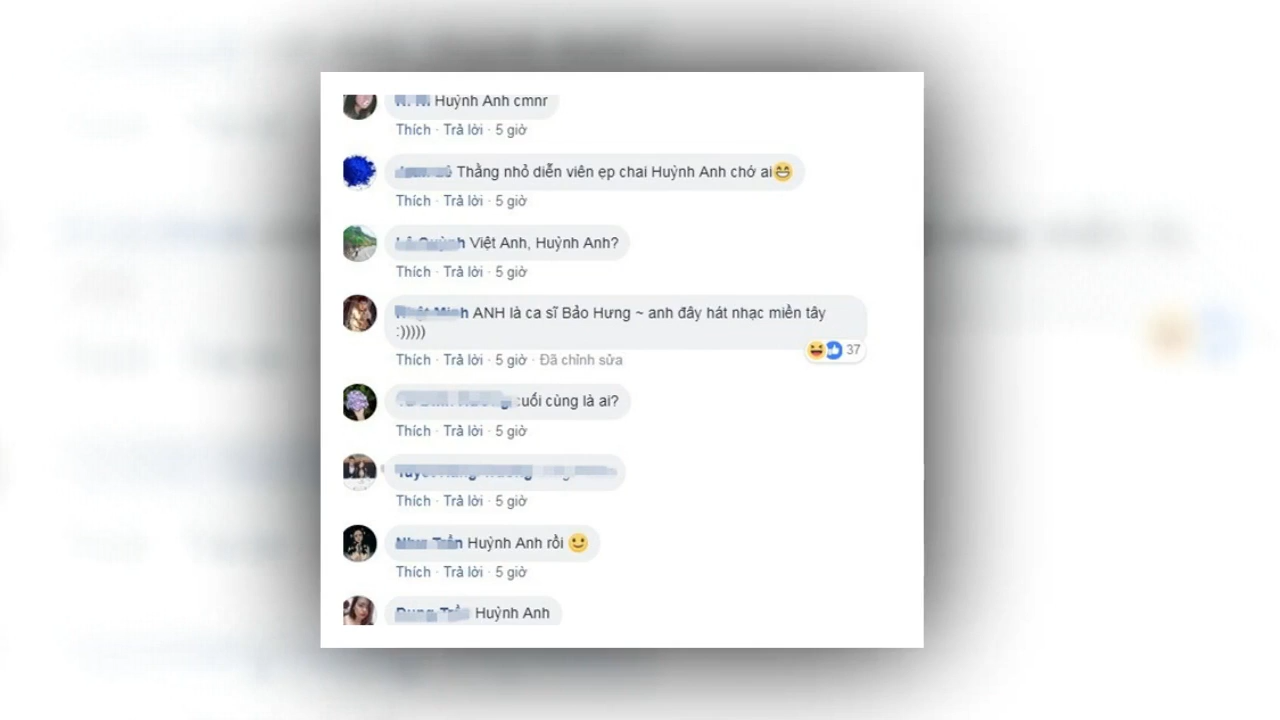 Huỳnh Anh cmnr
Thích · Trả lời · 5 giờ
Thằng nhỏ diễn viên ẹp chai Huỳnh Anh chớ ai
Thích · Trả lời · 5 giờ
Việt Anh, Huỳnh Anh?
Thích · Trả lời · 5 giờ
ANH là ca sĩ Bảo Hưng ~ anh đây hát nhạc miền tây
:)))))
37
Thích · Trả lời · 5 giờ · Đã chỉnh sửa
cuối cùng là ai?
Thích · Trả lời · 5 giờ
Thích · Trả lời · 5 giờ
Huỳnh Anh rồi
Thích · Trả lời · 5 giờ
Huỳnh Anh